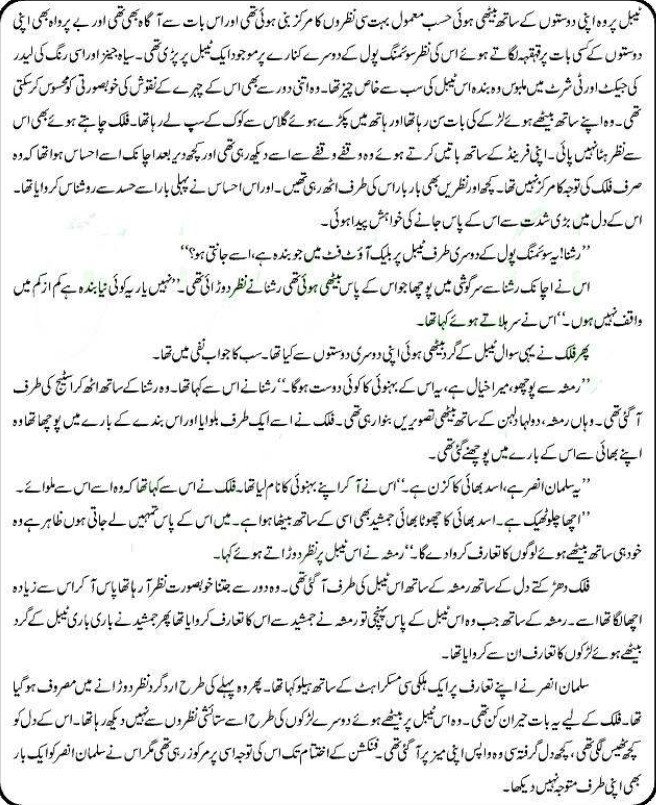 ٹیبل پر وہ اپنی دوستوں کے ساتھ بیٹھی ہوئی حسب معمول بہت سی نظروں کا مرکز بنی ہوئی تھی اور اس بات سے آگاہ بھی تھی اور بے پرواہ بھی اپنی
دوستوں کے کسی بات پر قہقہہ لگاتے ہوئے اس کی نظر سوئمنگ پول کے دوسرے کنارے پر موجود ایک ٹیبل پر پڑی تھی۔ سیاہ جینز اور اسی رنگ کی لیدر
کی جیکٹ اور ٹی شرٹ میں ملبوس وہ بندہ اس ٹیبل کی سب سے خاص چیز تھا۔ وہ اتنی دور سے بھی اس کے چہرے کے نقوش کی خوبصورتی کو محسوس کر سکتی
تھی۔ وہ اپنے ساتھ بیٹھے ہوئے لڑکے کی بات سن رہا تھا اور ہاتھ میں پکڑے ہوئے گلاس سے کوک کے سپ لے رہا تھا۔ فلک چاہتے ہوئے بھی اس
سے نظر ہٹا نہیں پائی۔ اپنی فرینڈ کے ساتھ باتیں کرتے ہوئے وہ وقفے وقفے سے اسے دیکھ رہی تھی اور کچھ دیر بعد اچانک اسے احساس ہوا تھا کہ وہ
صرف فلک کی توجہ کا مرکز نہیں تھا۔ کچھ اور نظریں بھی بار بار اس کی طرف اٹھ رہی تھیں۔ اور اس احساس نے پہلی بار اسے حسد سے روشناس کروایا تھا۔
اس کے دل میں بڑی شدت سے اس کے پاس جانے کی خواہش پیدا ہوئی۔
’’رشنا! یہ سوئمنگ پول کے دوسری طرف ٹیبل پر بلیک آؤٹ فٹ میں جو بندہ ہے، اسے جانتی ہو؟‘‘
اس نے اچانک رشنا سے سرگوشی میں پوچھا جو اس کے پاس بیٹھی ہوئی تھی رشنا نے نظر دوڑائی تھی۔ ’’نہیں یار یہ کوئی نیا بندہ ہے کم از کم میں
واقف نہیں ہوں۔‘‘ اس نے سر ہلاتے ہوئے کہا تھا۔
پھر فلک نے یہی سوال ٹیبل کے گرد بیٹھی ہوئی اپنی دوسری دوستوں سے کیا تھا۔ سب کا جواب نفی میں تھا۔
’’رمشہ سے پوچھو، میرا خیال ہے، یہ اس کے بہنوئی کا کوئی دوست ہو گا۔‘‘ رشنا نے اس سے کہا تھا۔ وہ رشنا کے ساتھ اٹھ کر اسٹیج کی طرف
آ گئی تھی۔ وہاں رمشہ، دولہا دلہن کے ساتھ بیٹھی تصویریں بنوا رہی تھی۔ فلک نے اسے ایک طرف بلوایا اور اس بندے کے بارے میں پوچھا تھا وہ
اپنے بھائی سے اس کے بارے میں پوچھنے گئی تھی۔
’’یہ سلمان انصر ہے، اسد بھائی کا کزن ہے۔‘‘ اس نے آ کر اپنے بہنوئی کا نام لیا تھا۔ فلک نے اس سے کہا تھا کہ وہ اسے اس سے ملوائے۔
’’اچھا چلو ٹھیک ہے۔ اسد بھائی کا چھوٹا بھائی جمشید بھی اسی کے ساتھ بیٹھا ہوا ہے۔ میں اس کے پاس تمہیں لے جاتی ہوں ظاہر ہے وہ
خود ہی ساتھ بیٹھے ہوئے لوگوں کا تعارف کروا دے گا۔‘‘ رمشہ نے اس ٹیبل پر نظر دوڑاتے ہوئے کہا۔
فلک دھڑکتے دل کے ساتھ رمشہ کے ساتھ اس ٹیبل کی طرف آ گئی تھی۔ وہ دور سے جتنا خوبصورت نظر آ رہا تھا پاس آ کر اس سے زیادہ
اچھا لگا تھا اسے۔ رمشہ کے ساتھ جب وہ اس ٹیبل کے پاس پہنچی تو رمشہ نے جمشید سے اس کا تعارف کروایا تھا پھر جمشید نے باری باری ٹیبل کے گرد
بیٹھے ہوئے لڑکوں کا تعارف ان سے کروایا تھا۔
سلمان انصر نے اپنے تعارف پر ایک ہلکی سی مسکراہٹ کے ساتھ ہیلو کہا تھا۔ پھر وہ پہلے کی طرح ارد گرد نظر دوڑانے میں مصروف ہو گیا
تھا۔ فلک کے لیے یہ بات حیران کن تھی۔ وہ اس ٹیبل پر بیٹھے ہوئے دوسرے لڑکوں کی طرح اسے ستائشی نظروں سے نہیں دیکھ رہا تھا۔ اس کے دل کو
کچھ ٹھیس لگی تھی، کچھ دل گرفتہ سی وہ واپس اپنی میز پر آ گئی تھی۔ فنکشن کے اختتام تک اس کی توجہ اسی پر مرکوز رہی تھی مگر اس نے سلمان انصر کو ایک بار
بھی اپنی طرف متوجہ نہیں دیکھا۔